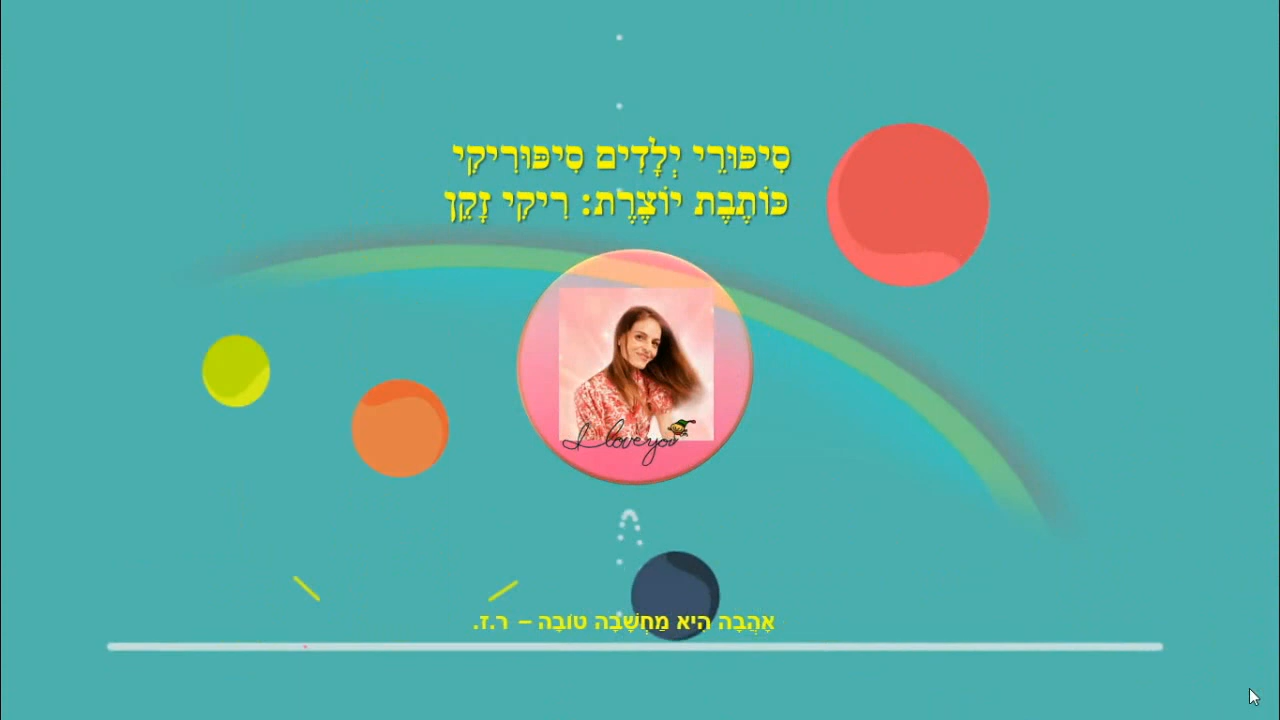 סִיפּוּרֵי יְלָדִים סִיפּוּרִיקִי
כּוֹתֶבֶת יוֹצֶרֶת: רִיקִי זָקֵן
I love you
אָהֲבָה הִיא מַחְשָׁבָה טוֹבָה – ר.ז.